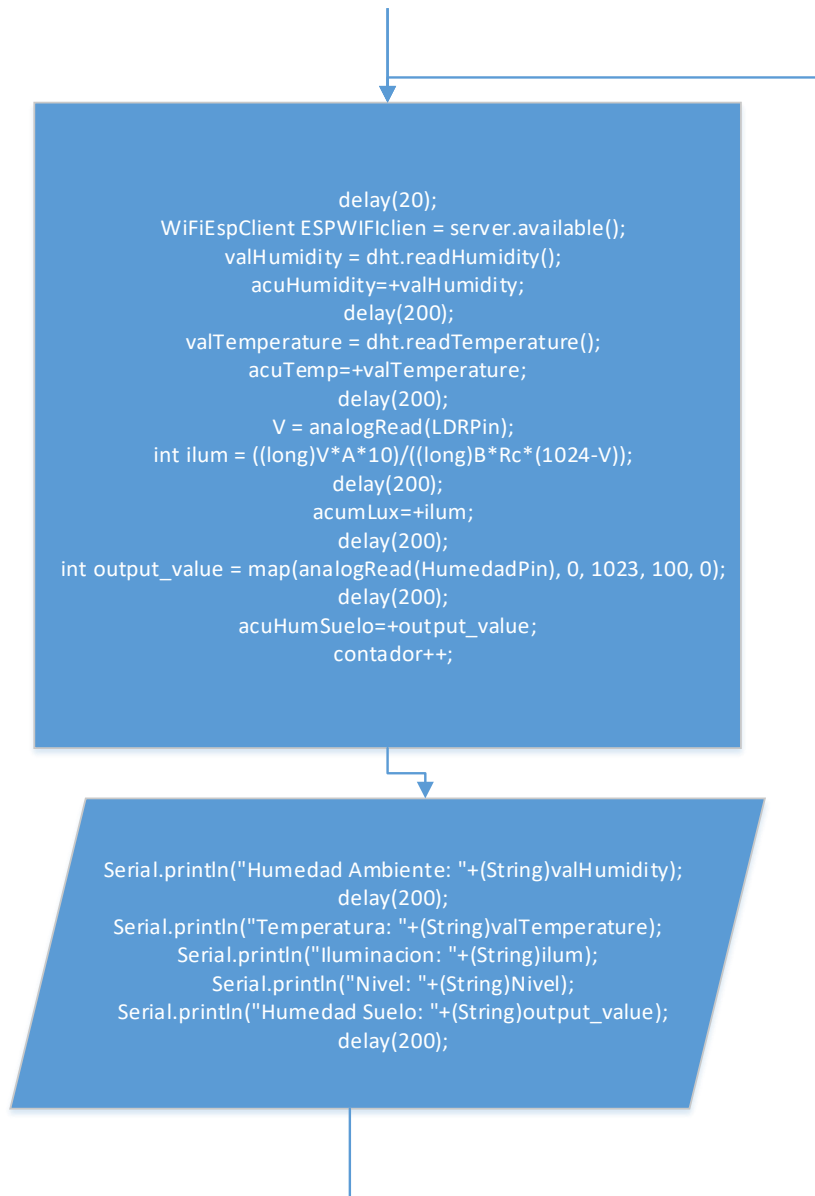 delay(20);
WiFiEspClient ESPWIFIclien = server.available();
valHumidity = dht.readHumidity();
acuHumidity=+valHumidity;
delay(200);
valTemperature = dht.readTemperature();
acuTemp=+valTemperature;
delay(200);
V = analogRead(LDRPin);
int ilum = ((long)V*A*10)/((long)B*Rc*(1024-V));
delay(200);
acumLux=+ilum;
delay(200);
int output_value = map(analogRead(HumedadPin), 0, 1023, 100, 0);
delay(200);
acuHumSuelo=+output_value;
contador++;
Serial.println("Humedad Ambiente: "+(String)valHumidity);
delay(200);
Serial.println("Temperatura: "+(String)valTemperature);
Serial.println("Iluminacion: "+(String)ilum);
Serial.println("Nivel: "+(String)Nivel);
Serial.println("Humedad Suelo: "+(String)output_value);
delay(200);